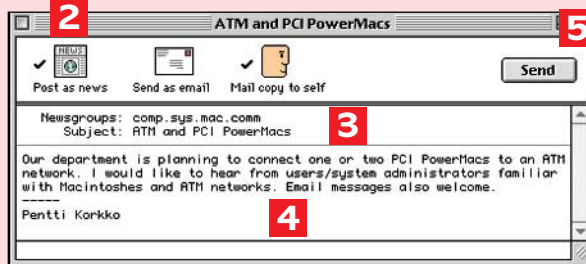 2
5
ATM and PCI PowerMacs
NEWS
Post as news Send as email Mail copy to self Send
Newsgroups: comp.sys.mac.comm
3
Subject: ATM and PCI PowerMacs
Our department is planning to connect one or two PCI PowerMacs to an ATM
network. I would like to hear from users/system administrators familiar
with Macintoshes and ATM networks. Email messages also welcome.
-----
4
Pentti Korkko